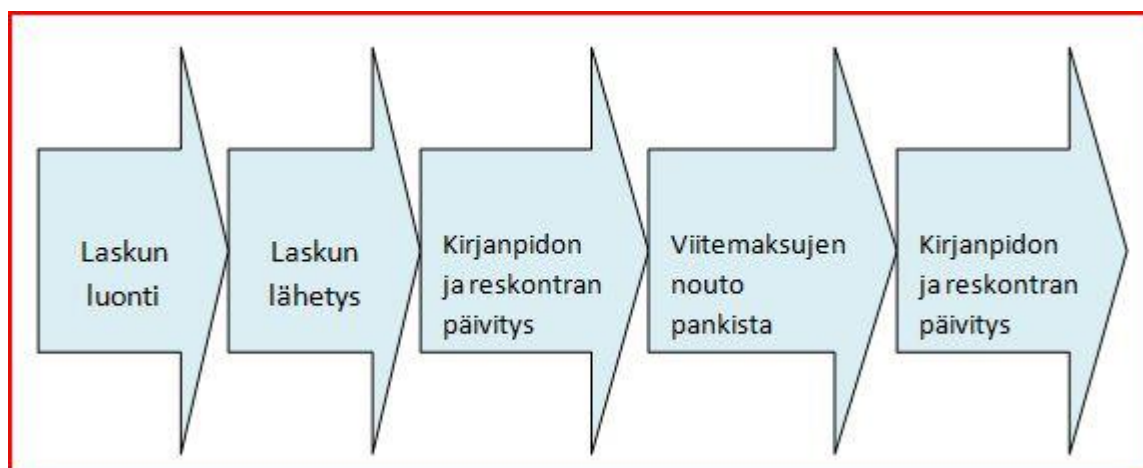 Laskun
luonti
Laskun
lähetys
Kirjanpidon
ja reskontran
päivitys
Viitemaksujen
nouto
pankista
Kirjanpidon
ja reskontran
päivitys